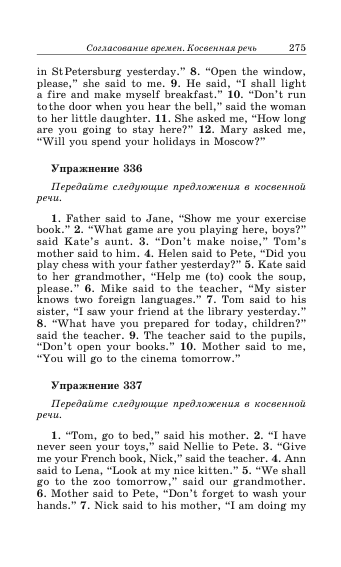 Согласование времен. Косвенная речь 275
in St Petersburg yesterday.” 8. “Open the window,
please,” she said to me. 9. He said, “I shall light
a fire and make myself breakfast.” 10. “Don’t run
to the door when you hear the bell,” said the woman
to her little daughter. 11. She asked me, “How long
are you going to stay here?” 12. Mary asked me,
“Will you spend your holidays in Moscow?”
Упражнение 336
Передайте следующие предложения в косвенной
речи.
1. Father said to Jane, “Show me your exercise
book.” 2. “What game are you playing here, boys?”
said Kate’s aunt. 3. “Don’t make noise,” Tom’s
mother said to him. 4. Helen said to Pete, “Did you
play chess with your father yesterday?” 5. Kate said
to her grandmother, “Help me (to) cook the soup,
please.” 6. Mike said to the teacher, “My sister
knows two foreign languages.” 7. Tom said to his
sister, “I saw your friend at the library yesterday.”
8. “What have you prepared for today, children?”
said the teacher. 9. The teacher said to the pupils,
“Don’t open your books.” 10. Mother said to me,
“You will go to the cinema tomorrow.”
Упражнение 337
Передайте следующие предложения в косвенной
речи.
1. “Tom, go to bed,” said his mother. 2. “I have
never seen your toys,” said Nellie to Pete. 3. “Give
me your French book, Nick,” said the teacher. 4. Ann
said to Lena, “Look at my nice kitten.” 5. “We shall
go to the zoo tomorrow,” said our grandmother.
6. Mother said to Pete, “Don’t forget to wash your
hands.” 7. Nick said to his mother, “I am doing my